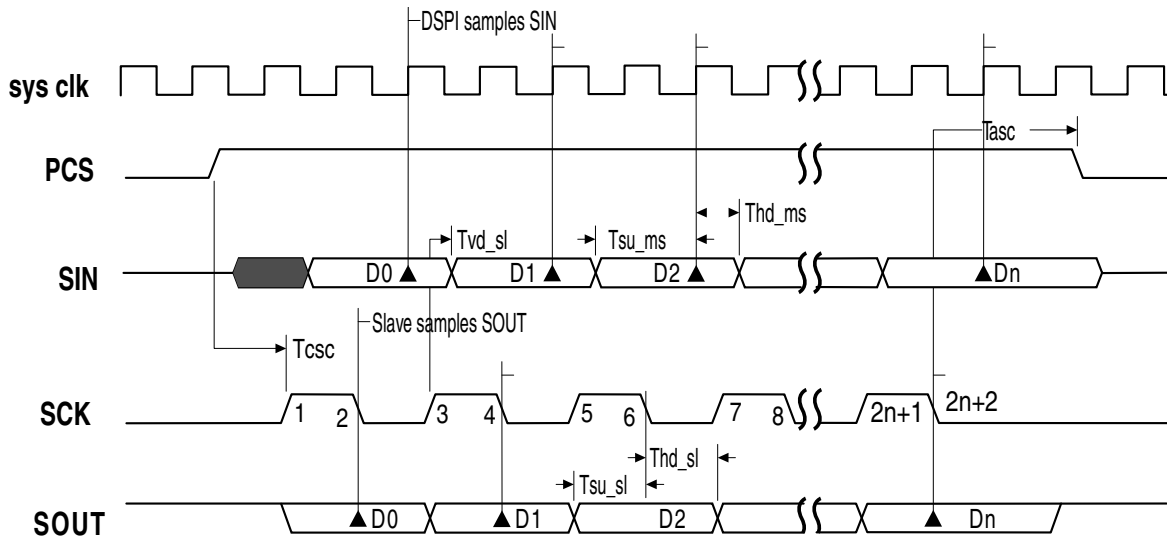 DSPI samples SIN
sys clk
Tasc
PCS
Thd_ms
Tvd_sl
Tsu_ms
SIN
D0
D1
D2
Dn
Slave samples SOUT
Tcsc
SCK
1
2
3
4
5
6
7
8
2n+1
2n+2
Thd_sl
Tsu_sl
SOUT
D0
D1
D2
Dn